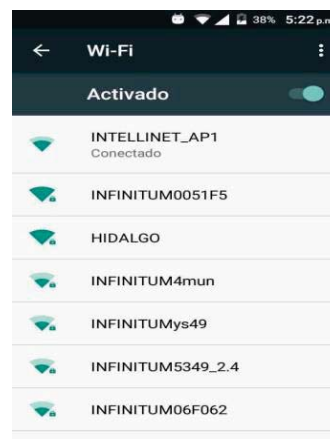 38% 5:22 p.m
Wi-Fi
Activado
INTELLINET_AP1
Conectado
INFINITUM0051F5
HIDALGO
INFINITUM4mun
INFINITUMys49
INFINITUM5349_2.4
INFINITUM06F062